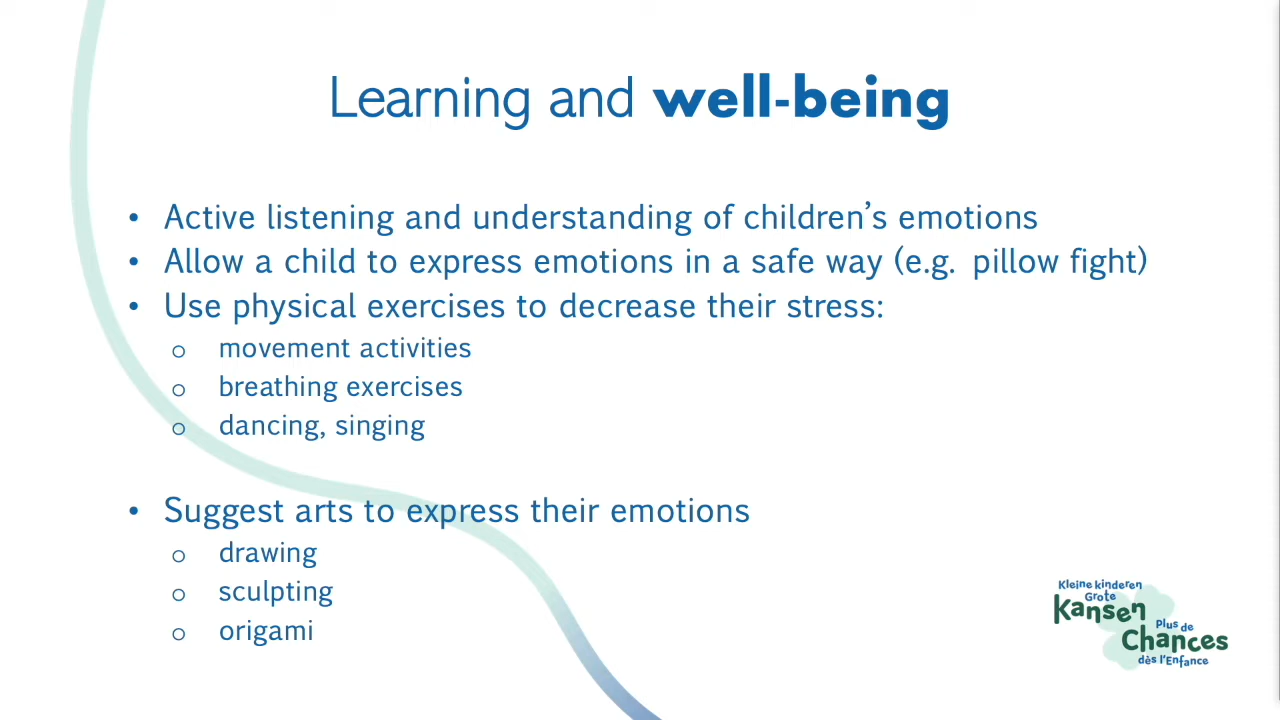 Learning and well-being
• Active listening and understanding of children’s emotions
• Allow a child to express emotions in a safe way (e.g. pillow fight)
• Use physical exercises to decrease their stress:
o movement activities
o breathing exercises
o dancing, singing
• Suggest arts to express their emotions
o drawing
o sculpting
o origami
Kleine kinderen
Grote
Kansen
Plus de
Chances
dès l'Enfance